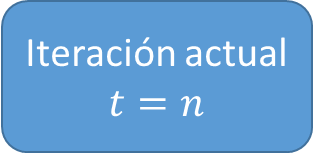 Iteración actual
𝑡 = 𝑛